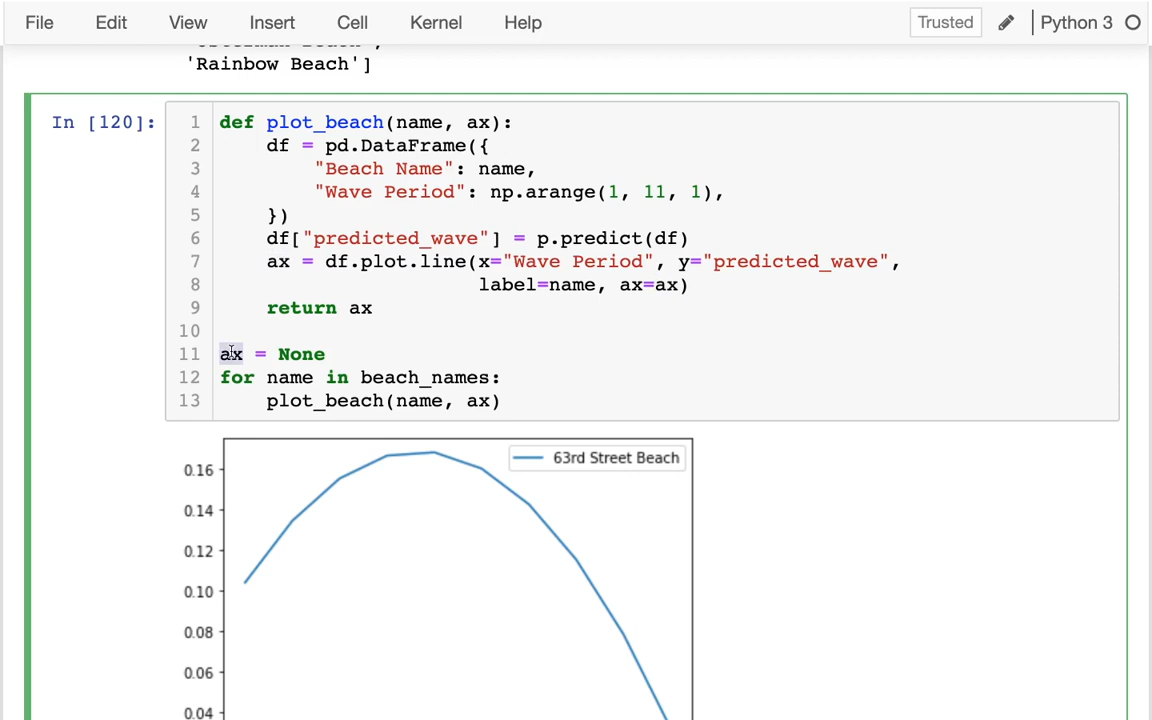 File Edit View Insert Cell Kernel Help Trusted Python 3
'Rainbow Beach']
In [120]:
1 def plot_beach(name, ax):
2 df = pd.DataFrame({
3 "Beach Name": name,
4 "Wave Period": np.arange(1, 11, 1),
5 })
6 df["predicted_wave"] = p.predict(df)
7 ax = df.plot.line(x="Wave Period", y="predicted_wave",
8 label=name, ax=ax)
9 return ax
10
11 ax = None
12 for name in beach_names:
13 plot_beach(name, ax)
63rd Street Beach
0.16
0.14
0.12
0.10
0.08
0.06
0.04